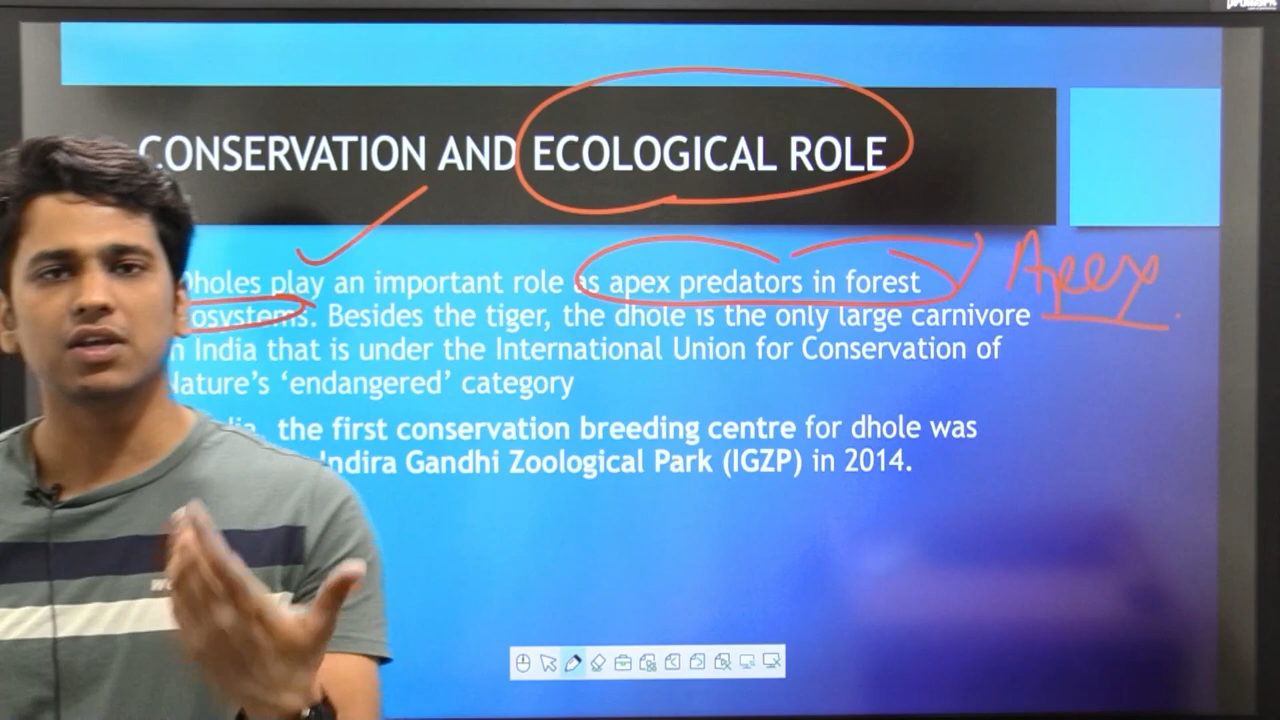 CONSERVATION AND ECOLOGICAL ROLE
Dholes play an important role as apex predators in forest
Apex
osystems. Besides the tiger, the dhole is the only large carnivore
n India that is under the International Union for Conservation of
Nature's 'endangered' category
dia, the first conservation breeding centre for dhole was
Indira Gandhi Zoological Park (IGZP) in 2014.